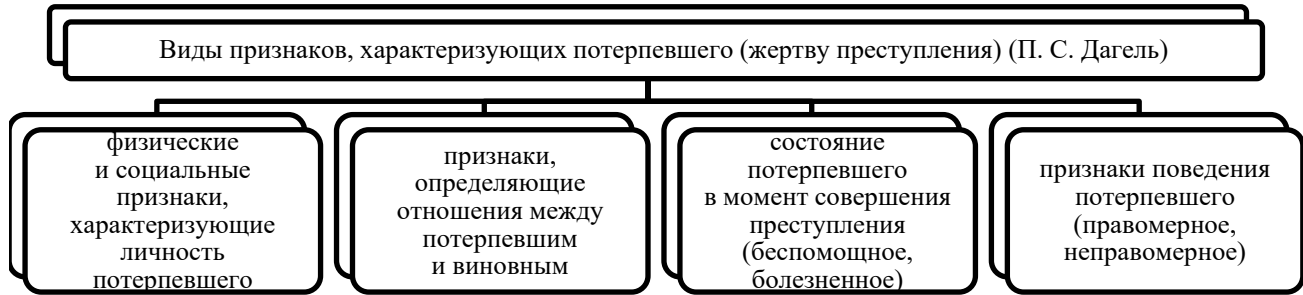 Виды признаков, характеризующих потерпевшего (жертву преступления) (П. С. Дагель)
физические
и социальные
признаки,
характеризующие
личность
потерпевшего
признаки,
определяющие
отношения между
потерпевшим
и виновным
состояние
потерпевшего
в момент совершения
преступления
(беспомощное,
болезненное)
признаки поведения
потерпевшего
(правомерное,
неправомерное)